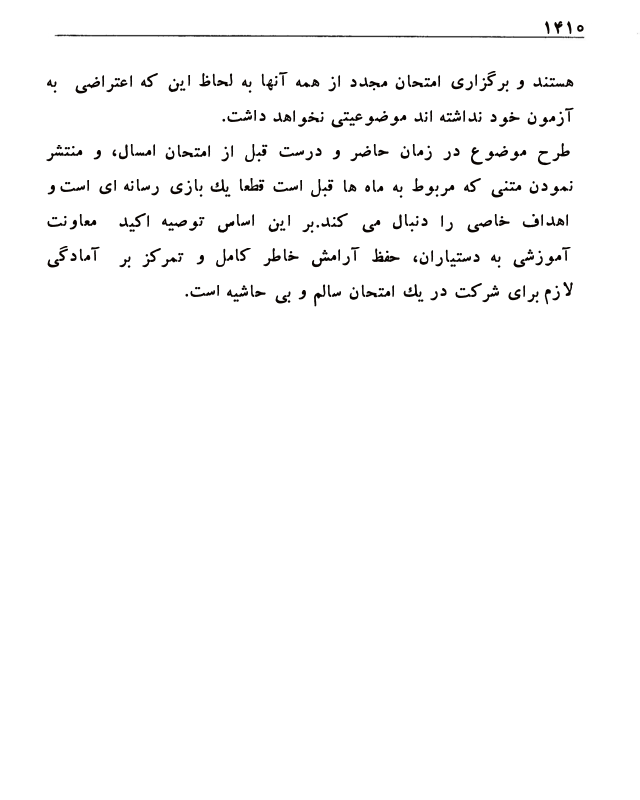 ۱۴۱۰
هستند و برگزاری امتحان مجدد از همه آنها به لحاظ این که اعتراضی به
آزمون خود نداشته اند موضوعیتی نخواهد داشت.
طرح موضوع در زمان حاضر و درست قبل از امتحان امسال، و منتشر
نمودن متنی که مربوط به ماه ها قبل است قطعا یك بازی رسانه ای است و
اهداف خاصی را دنبال می کند.بر این اساس توصیه اکید معاونت
آموزشی به دستیاران، حفظ آرامش خاطر کامل و تمرکز بر آمادگی
لازم برای شرکت در یك امتحان سالم و بی حاشیه است.